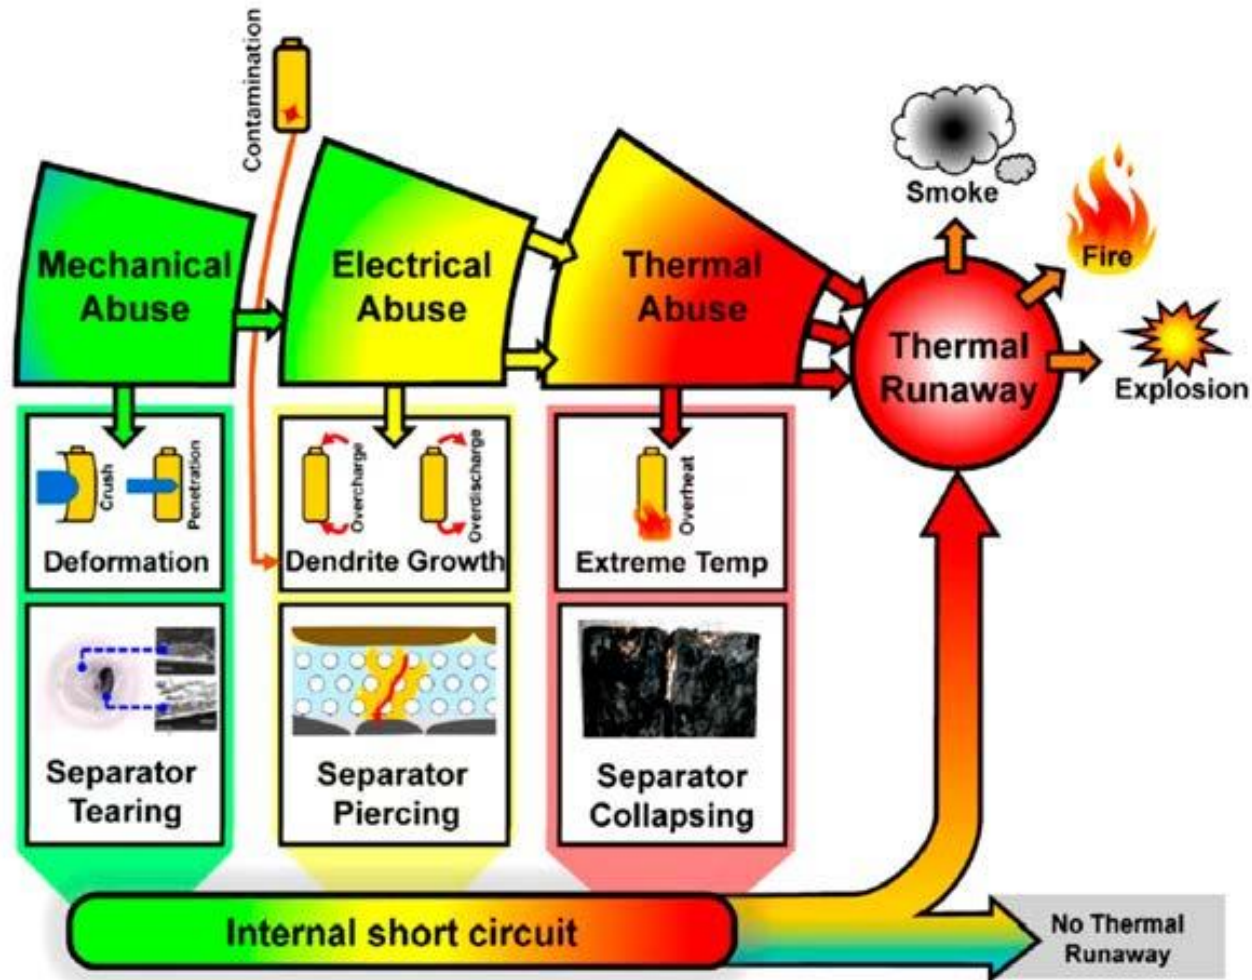 Contamination
Mechanical
Abuse
Electrical
Abuse
Thermal
Abuse
Smoke
Fire
Explosion
Thermal
Runaway
Crush
Penetration
Deformation
Overcharge
Overdischarge
Dendrite Growth
Overheat
Extreme Temp
Separator
Tearing
Separator
Piercing
Separator
Collapsing
Internal short circuit
No Thermal
Runaway